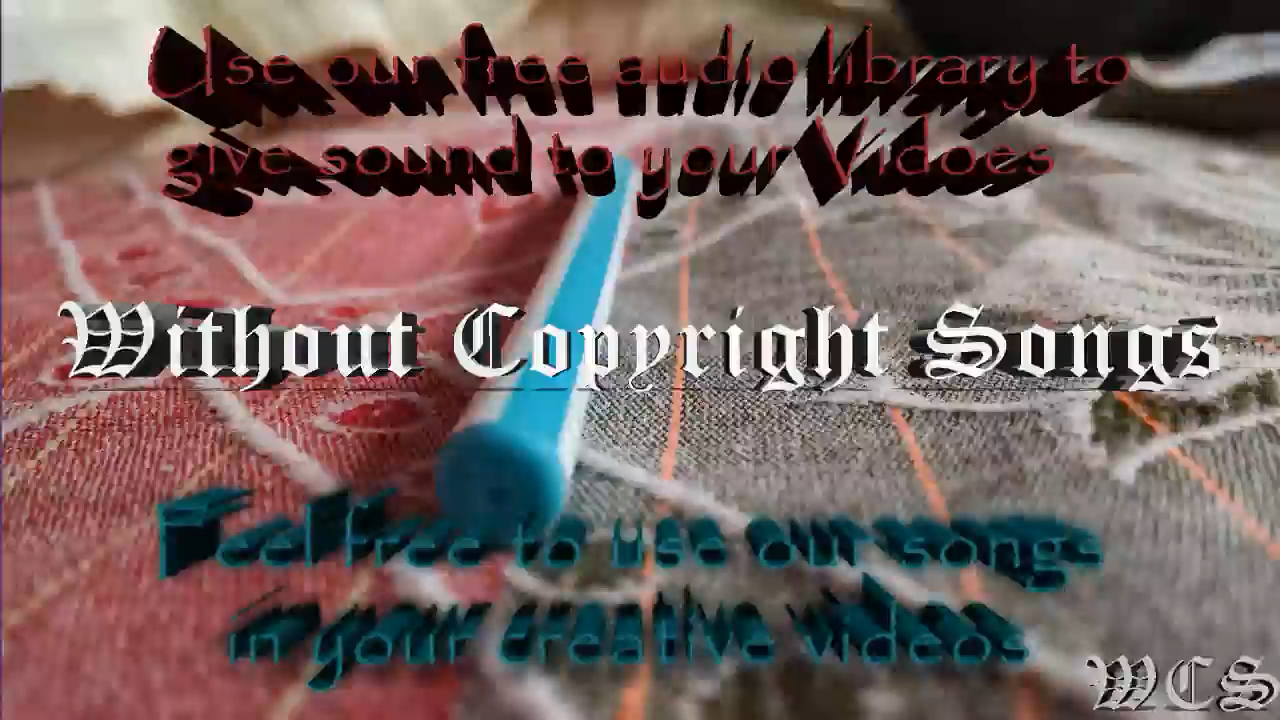 Use our free audio library to
give sound to your Vidoes
Without Copyright Songs
Feel free to use our songs
in your creative videos
WCS